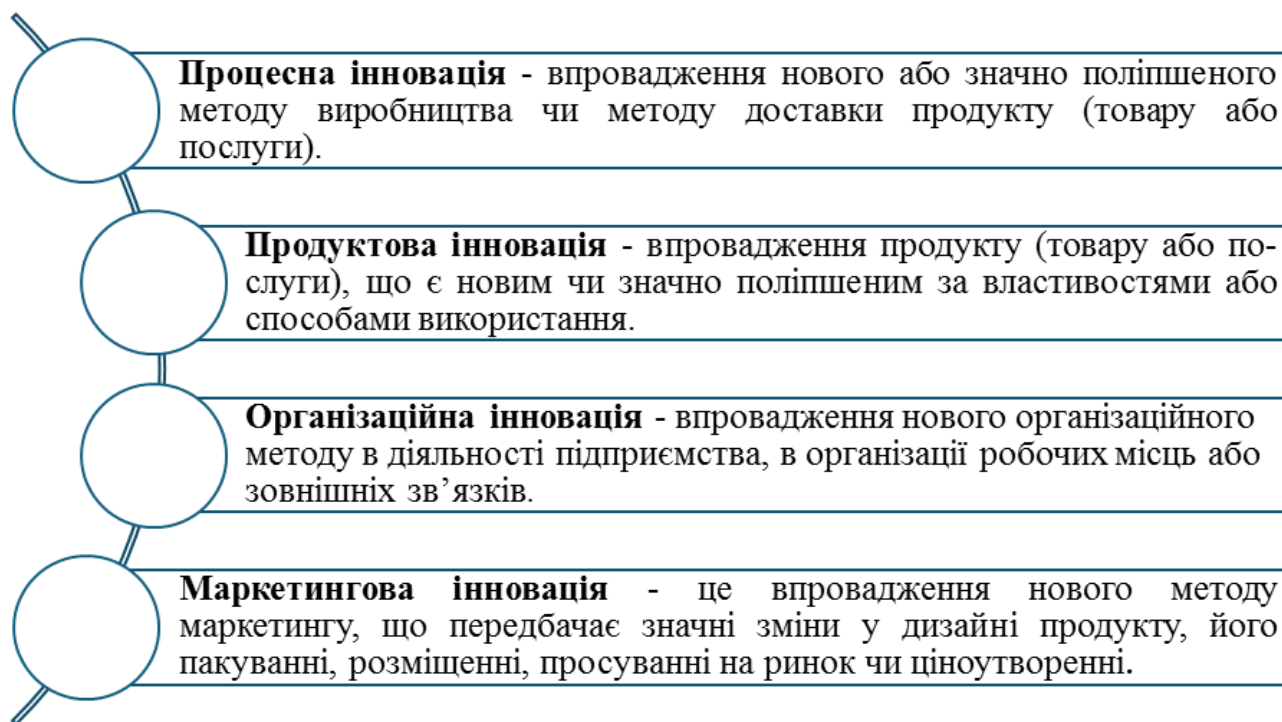 Процесна інновація - впровадження нового або значно поліпшеного
методу виробництва чи методу доставки продукту (товару або
послуги).
Продуктова інновація - впровадження продукту (товару або по-
слуги), що є новим чи значно поліпшеним за властивостями або
способами використання.
Організаційна інновація - впровадження нового організаційного
методу в діяльності підприємства, в організації робочих місць або
зовнішніх зв’язків.
Маркетингова інновація - це впровадження нового методу
маркетингу, що передбачає значні зміни у дизайні продукту, його
пакуванні, розміщенні, просуванні на ринок чи ціноутворенні.